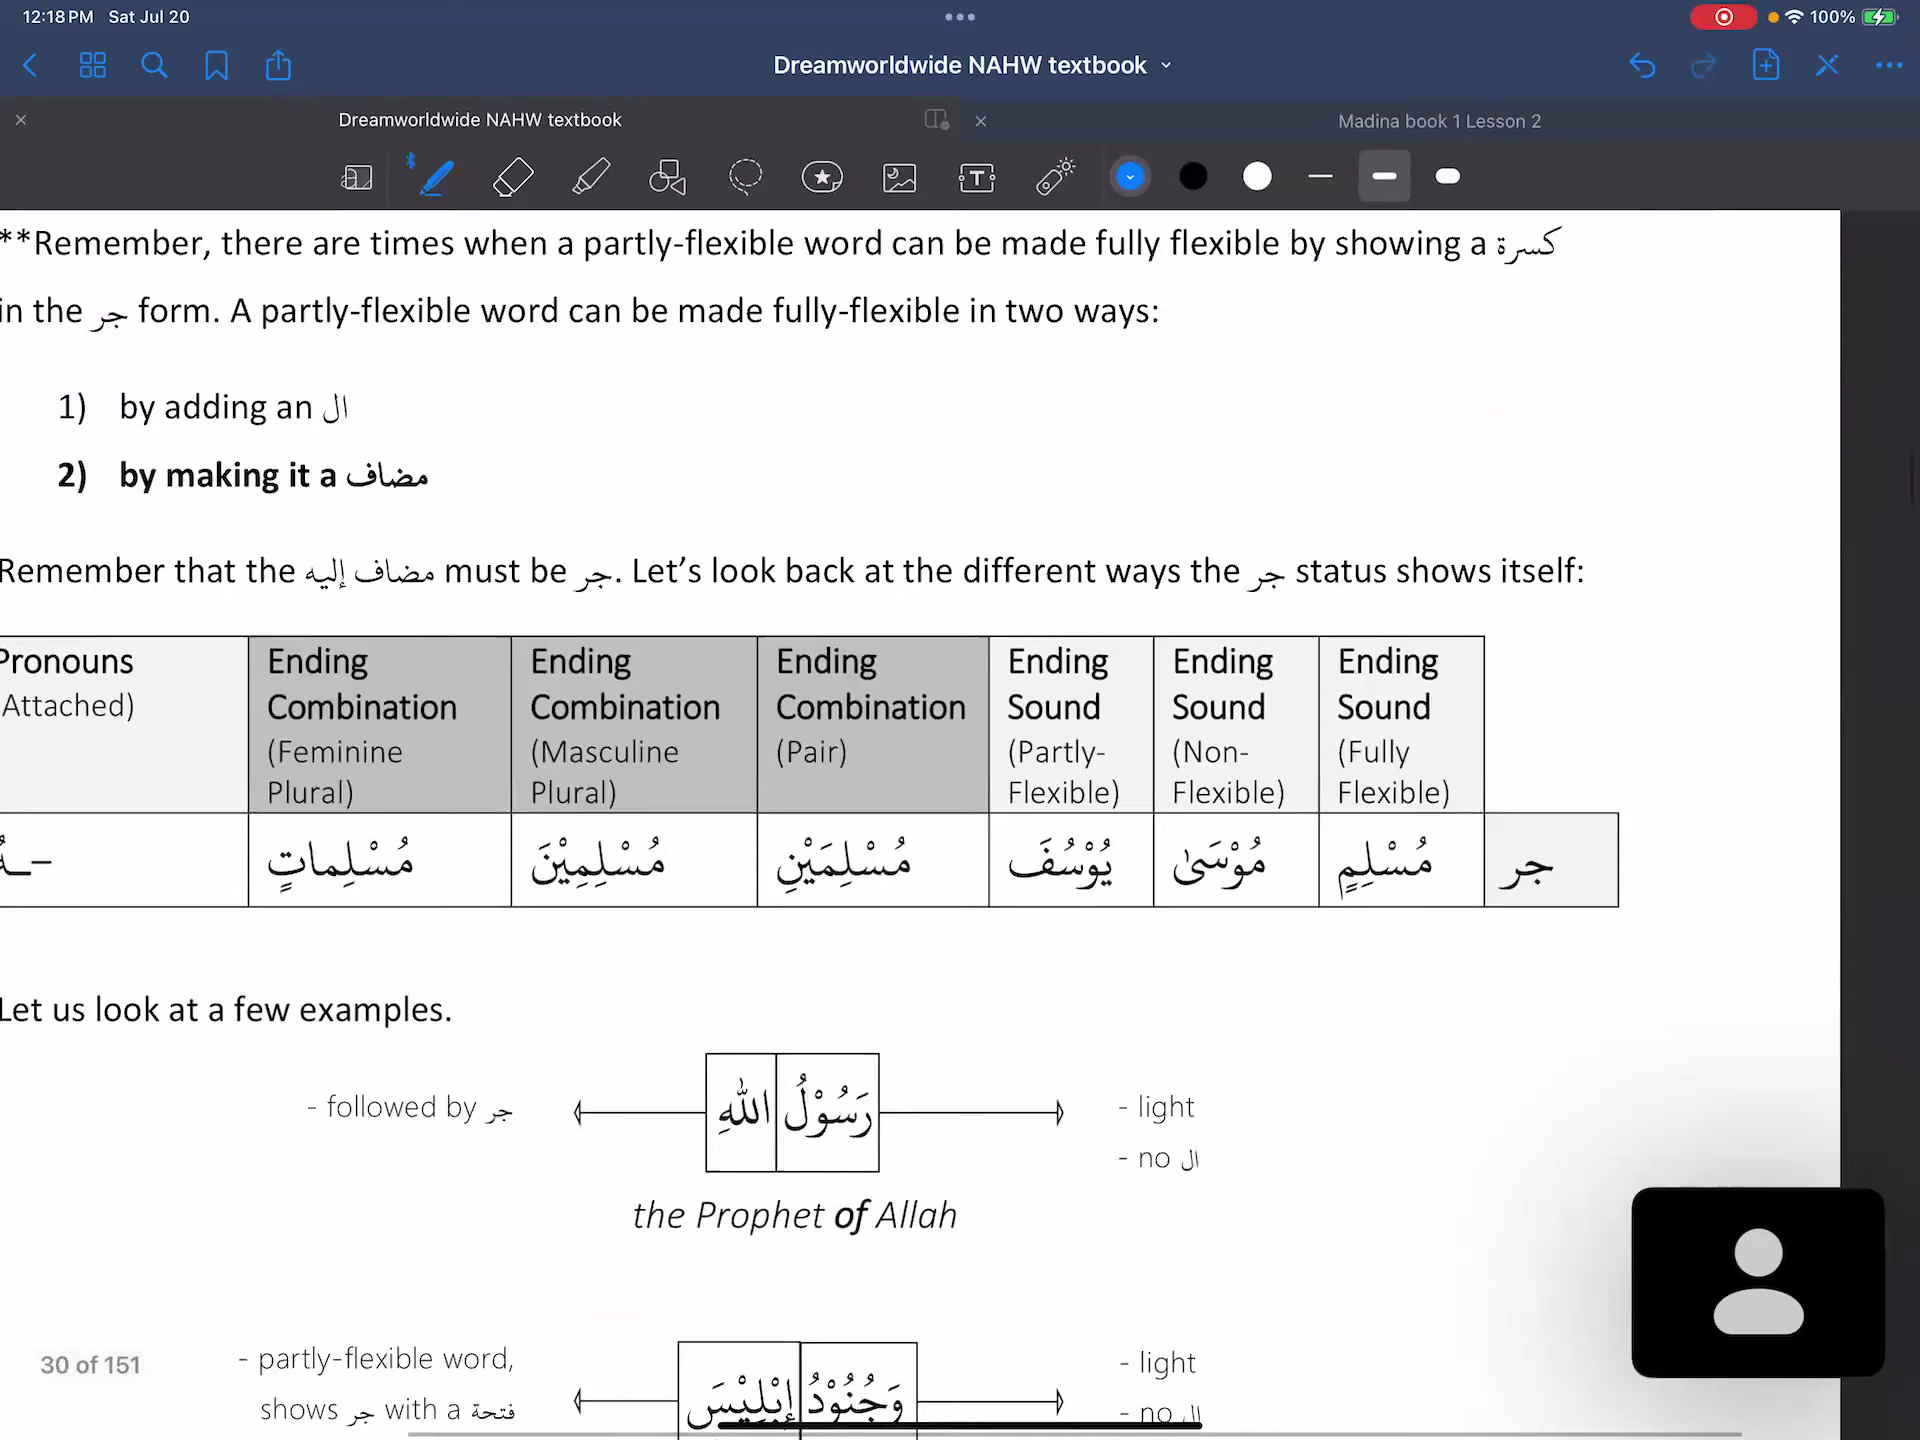 12:18 PM Sat Jul 20
100%
Dreamworldwide NAHW textbook
Dreamworldwide NAHW textbook
Madina book 1 Lesson 2
**Remember, there are times when a partly-flexible word can be made fully flexible by showing a كسرة
in the جر form. A partly-flexible word can be made fully-flexible in two ways:
1) by adding an ال
2) by making it a مضاف
Remember that the مضاف إليه must be جر. Let’s look back at the different ways the جر status shows itself:
Pronouns
Attached)
Ending
Combination
(Feminine
Plural)
Ending
Combination
(Masculine
Plural)
Ending
Combination
(Pair)
Ending
Sound
(Partly-
Flexible)
Ending
Sound
(Non-
Flexible)
Ending
Sound
(Fully
Flexible)
مُسْلِماتٍ
مُسْلِمِيْنَ
مُسْلِمَيْنِ
يُوْسُفَ
مُوْسَىٰ
مُسْلِمٍ
جر
Let us look at a few examples.
- followed by جر
رَسُوْلُ اللهِ
- light
- no ال
the Prophet of Allah
- partly-flexible word,
shows جر with a فتحة
وَجُنُوْدُ إِبْلِيْسَ
- light
- no ال
30 of 151